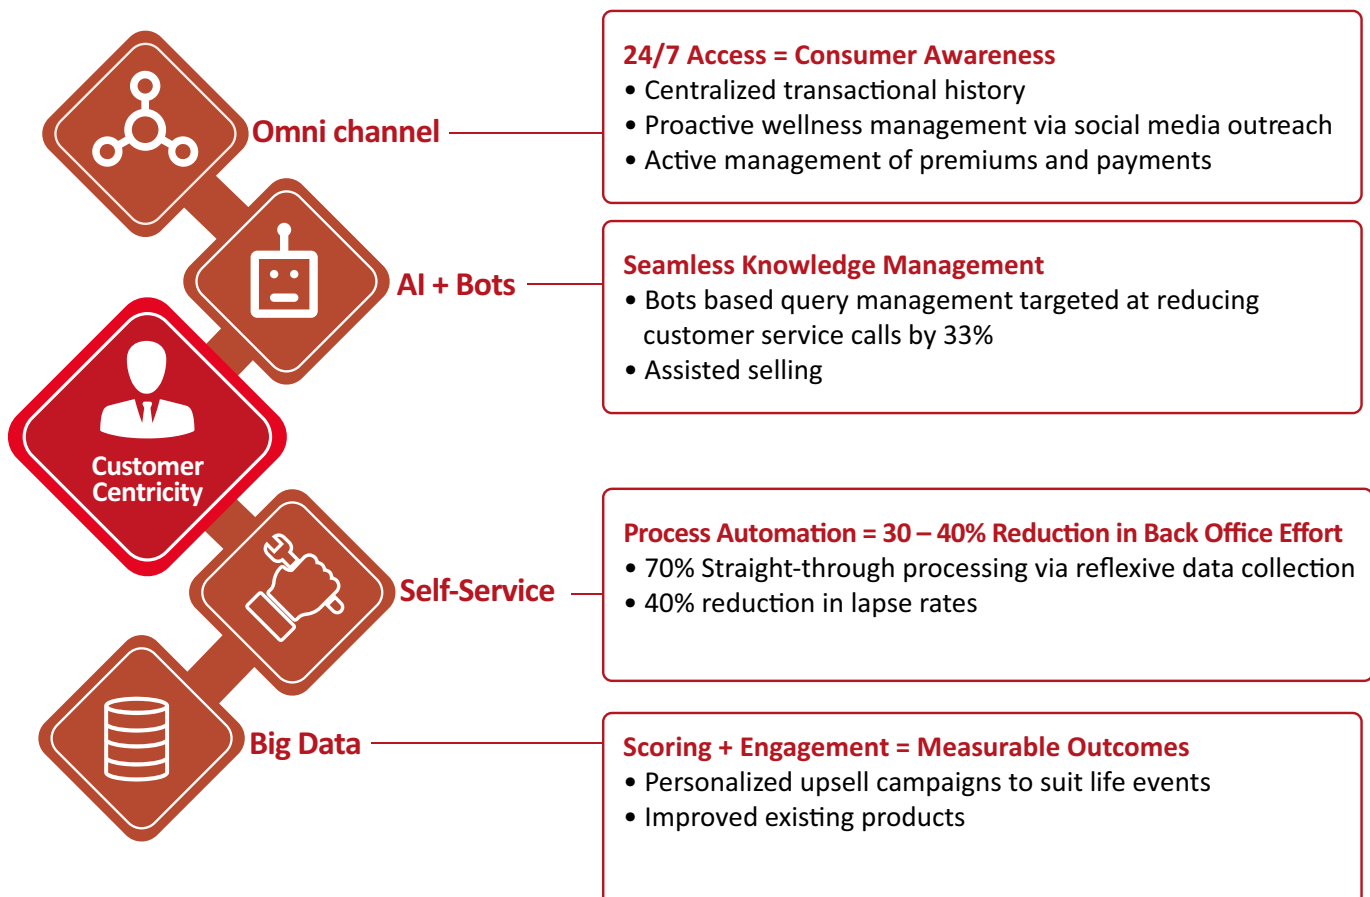 Omni channel
24/7 Access = Consumer Awareness
• Centralized transactional history
• Proactive wellness management via social media outreach
• Active management of premiums and payments
AI + Bots
Seamless Knowledge Management
• Bots based query management targeted at reducing
customer service calls by 33%
• Assisted selling
Customer
Centricity
Self-Service
Process Automation = 30 – 40% Reduction in Back Office Effort
• 70% Straight-through processing via reflexive data collection
• 40% reduction in lapse rates
Big Data
Scoring + Engagement = Measurable Outcomes
• Personalized upsell campaigns to suit life events
• Improved existing products